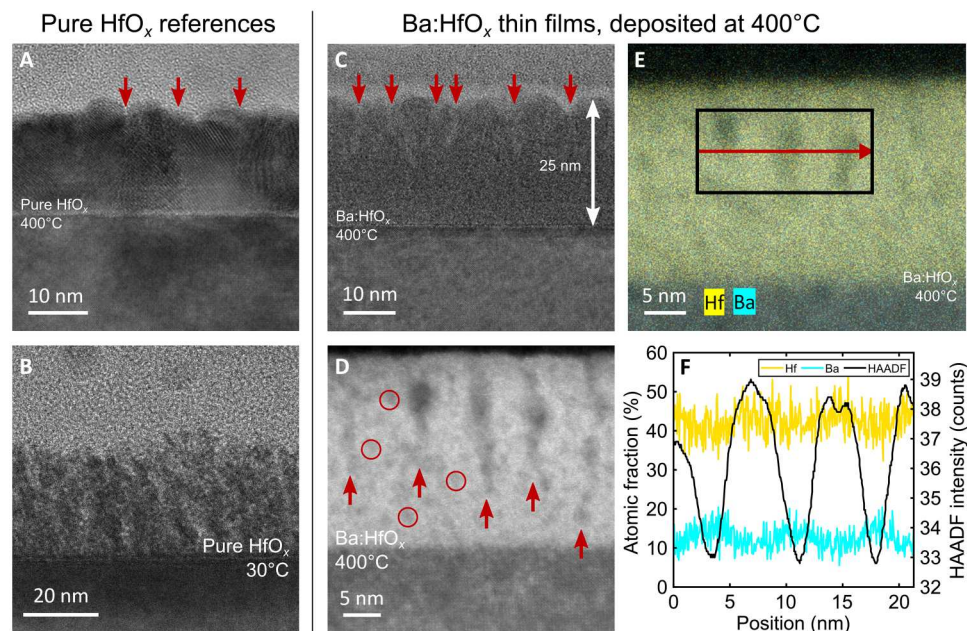 Pure HfOx references
Ba:HfOx thin films, deposited at 400°C
A
Pure HfOx
400°C
10 nm
B
Pure HfOx
30°C
20 nm
C
25 nm
Ba:HfOx
400°C
10 nm
D
Ba:HfOx
400°C
5 nm
E
Ba:HfOx
400°C
Hf Ba
5 nm
F
Hf Ba HAADF
Atomic fraction (%)
60
50
40
30
20
10
0
HAADF intensity (counts)
39
38
37
36
35
34
33
32
0 5 10 15 20
Position (nm)